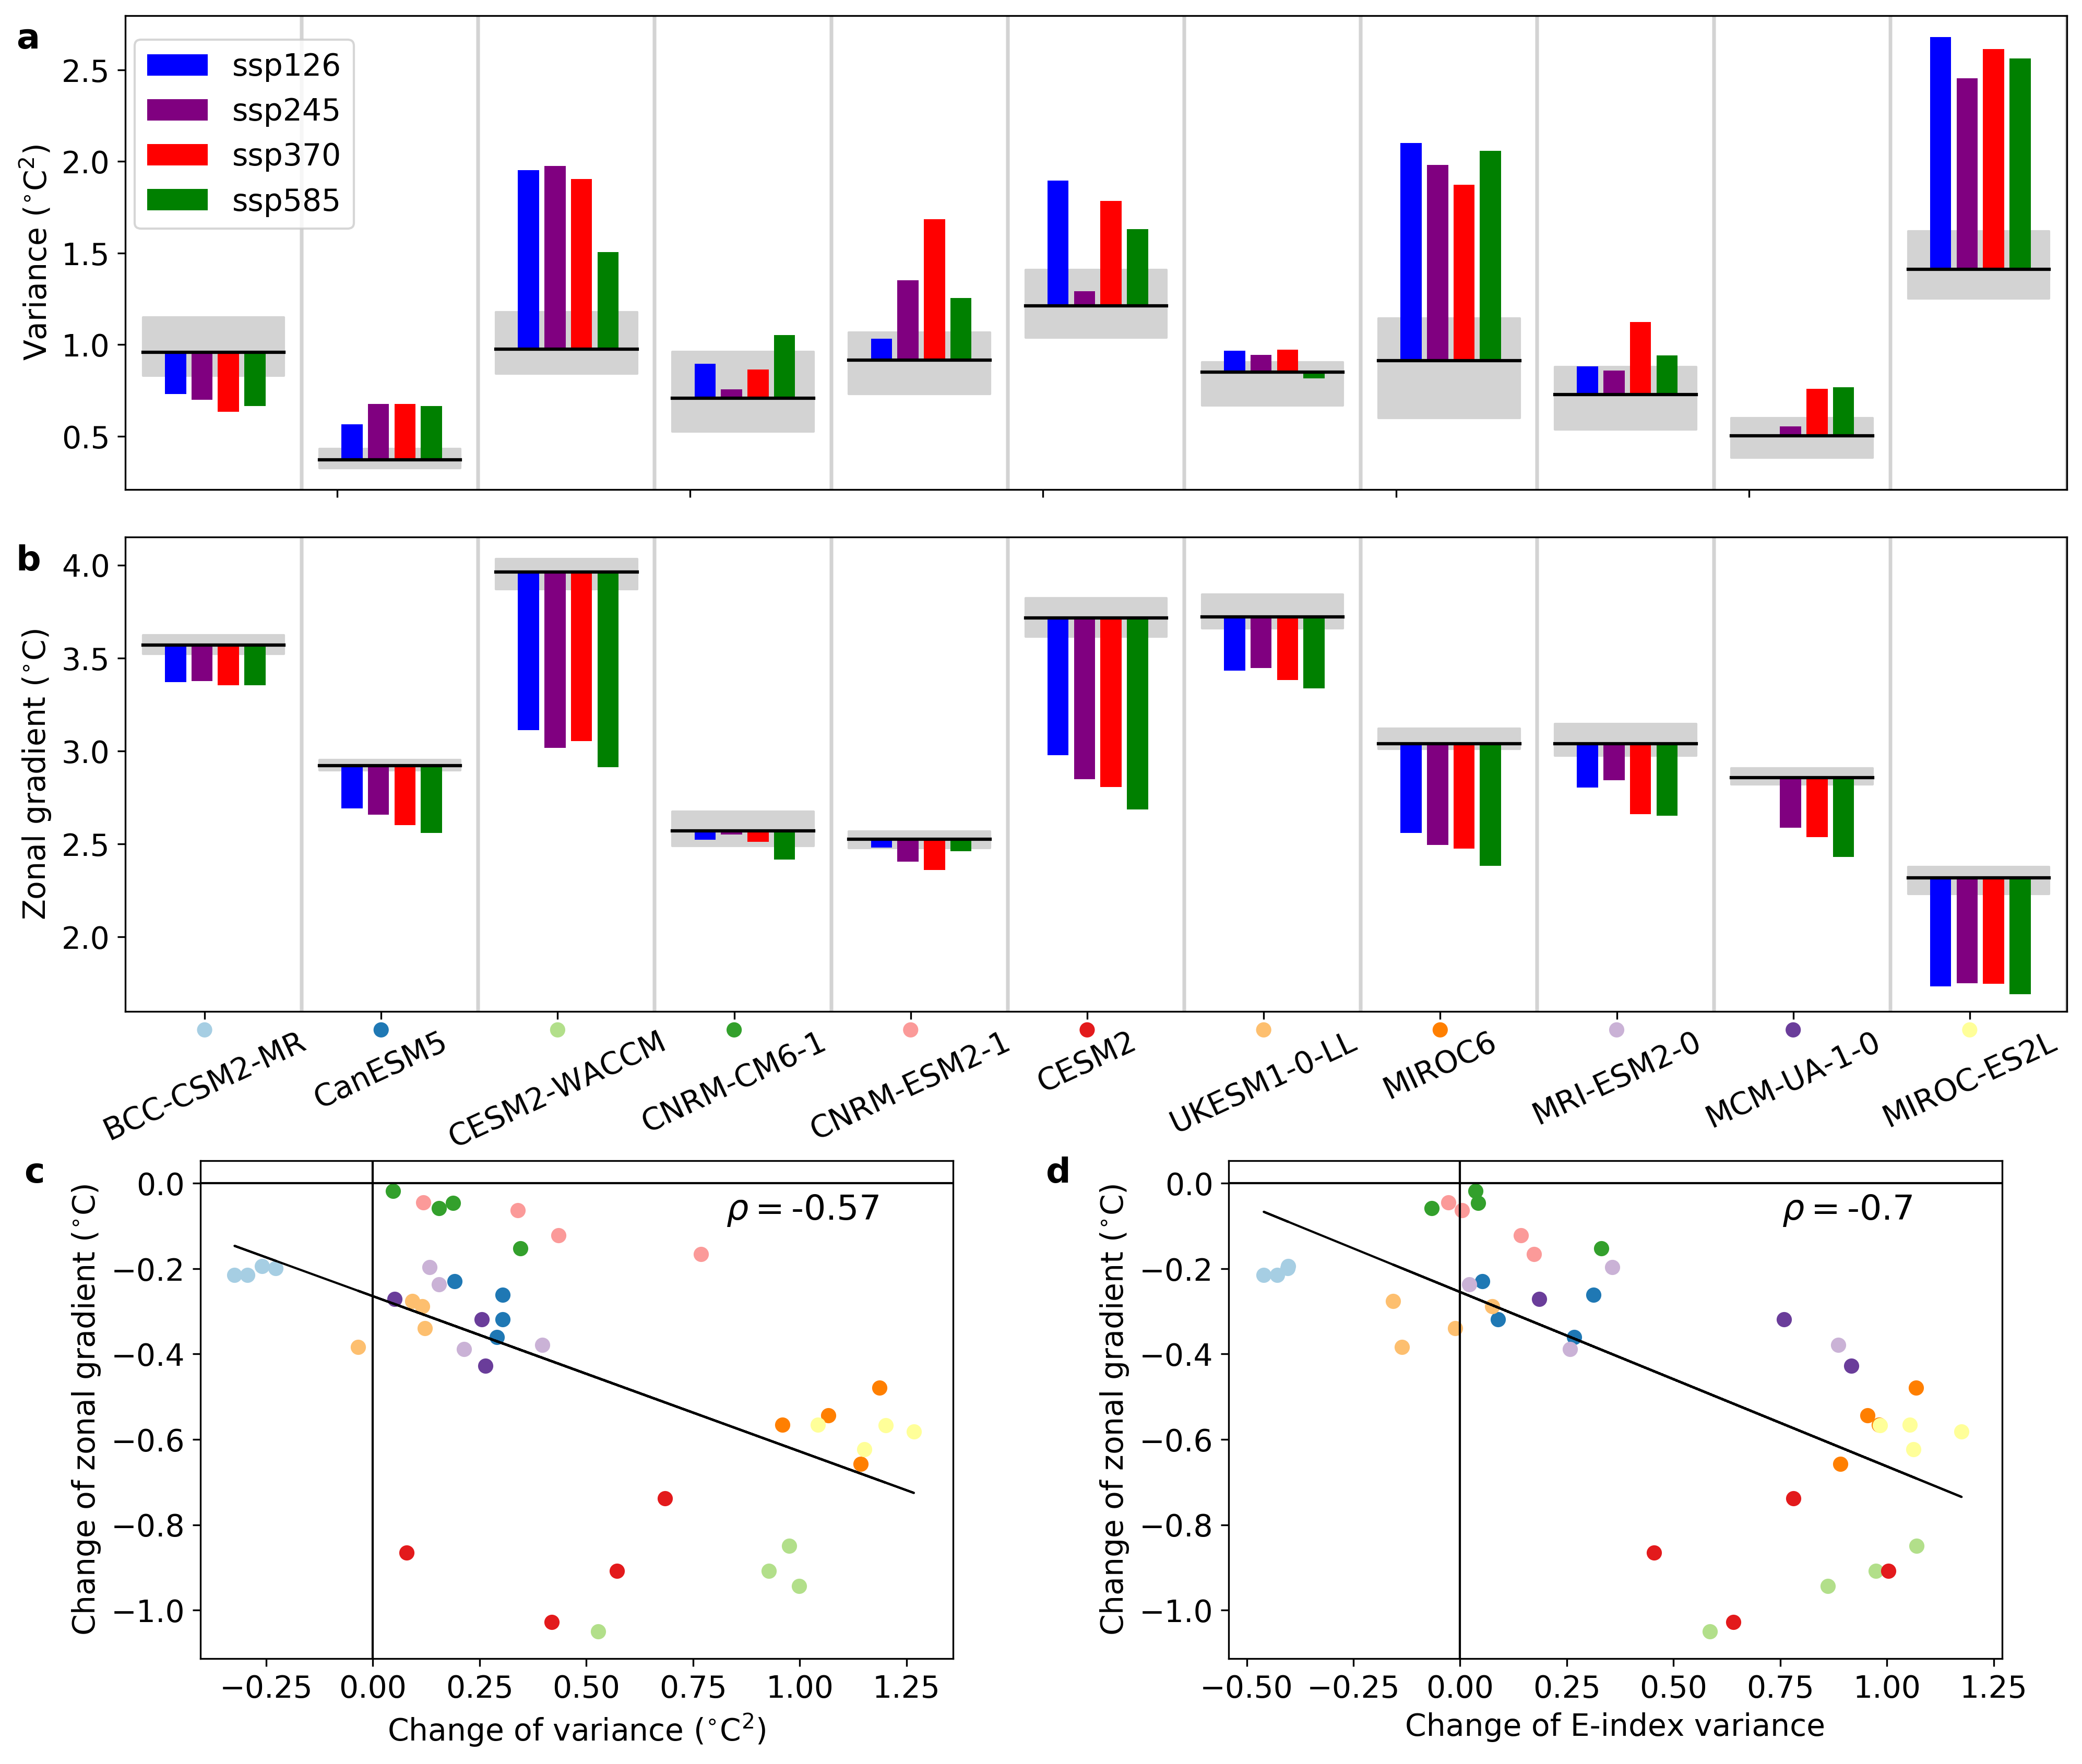 a
ssp126
ssp245
ssp370
ssp585
Variance (°C²)
2.5
2.0
1.5
1.0
0.5
b
Zonal gradient (°C)
4.0
3.5
3.0
2.5
2.0
BCC-CSM2-MR
CanESM5
CESM2-WACCM
CNRM-CM6-1
CNRM-ESM2-1
CESM2
UKESM1-0-LL
MIROC6
MRI-ESM2-0
MCM-UA-1-0
MIROC-ES2L
c
Change of zonal gradient (°C)
0.0
−0.2
−0.4
−0.6
−0.8
−1.0
ρ = -0.57
−0.25 0.00 0.25 0.50 0.75 1.00 1.25
Change of variance (°C²)
d
Change of zonal gradient (°C)
0.0
−0.2
−0.4
−0.6
−0.8
−1.0
ρ = -0.7
−0.50 −0.25 0.00 0.25 0.50 0.75 1.00 1.25
Change of E-index variance